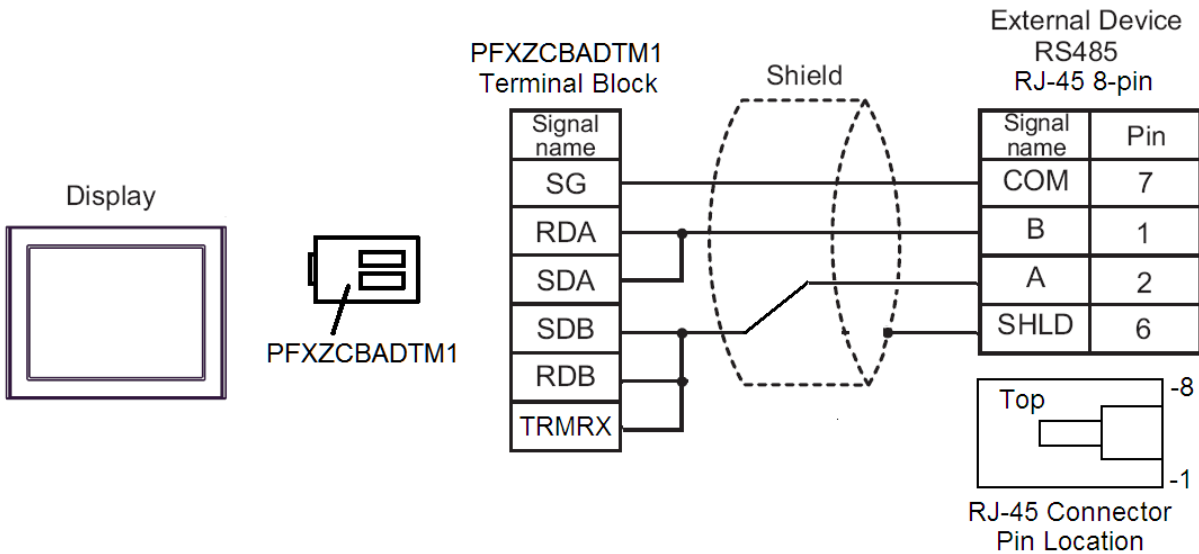 External Device
RS485
RJ-45 8-pin
PFXZCBADTM1
Terminal Block
Shield
Display
PFXZCBADTM1
Signal
name
SG
RDA
SDA
SDB
RDB
TRMRX
Signal
name
Pin
COM
7
B
1
A
2
SHLD
6
Top
-8
-1
RJ-45 Connector
Pin Location